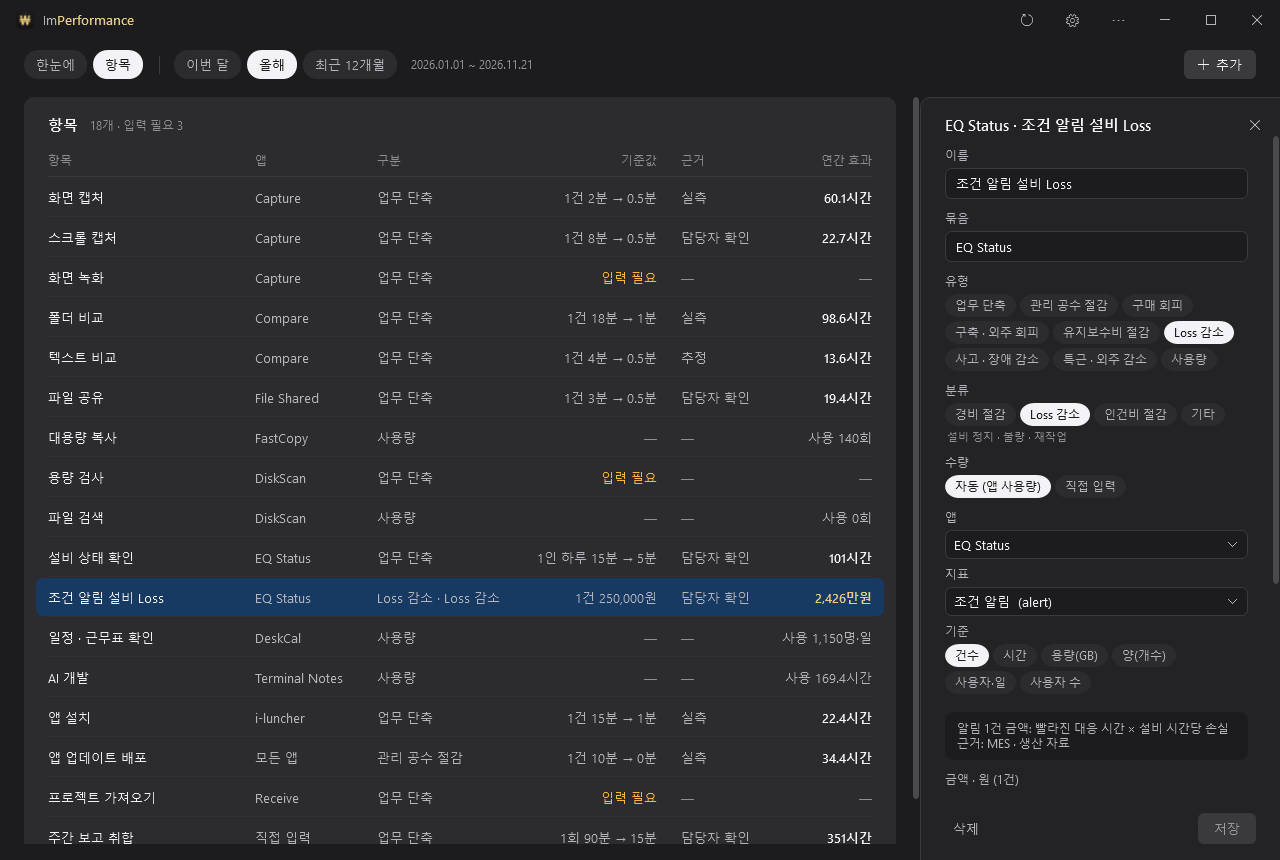 ImPerformance
한눈에 항목 이번 달 올해 최근 12개월 2026.01.01 ~ 2026.11.21 추가
항목 18개 · 입력 필요 3
항목 앱 구분 기준값 근거 연간 효과
화면 캡처 Capture 업무 단축 1건 2분 → 0.5분 실측 60.1시간
스크롤 캡처 Capture 업무 단축 1건 8분 → 0.5분 담당자 확인 22.7시간
화면 녹화 Capture 업무 단축 입력 필요 — —
폴더 비교 Compare 업무 단축 1건 18분 → 1분 실측 98.6시간
텍스트 비교 Compare 업무 단축 1건 4분 → 0.5분 추정 13.6시간
파일 공유 File Shared 업무 단축 1건 3분 → 0.5분 담당자 확인 19.4시간
대용량 복사 FastCopy 사용량 — — 사용 140회
용량 검사 DiskScan 업무 단축 입력 필요 — —
파일 검색 DiskScan 사용량 — — 사용 0회
설비 상태 확인 EQ Status 업무 단축 1인 하루 15분 → 5분 담당자 확인 101시간
조건 알림 설비 Loss EQ Status Loss 감소 · Loss 감소 1건 250,000원 담당자 확인 2,426만원
일정 · 근무표 확인 DeskCal 사용량 — — 사용 1,150명·일
AI 개발 Terminal Notes 사용량 — — 사용 169.4시간
앱 설치 i-luncher 업무 단축 1건 15분 → 1분 실측 22.4시간
앱 업데이트 배포 모든 앱 관리 공수 절감 1건 10분 → 0분 실측 34.4시간
프로젝트 가져오기 Receive 업무 단축 입력 필요 — —
주간 보고 취합 직접 입력 업무 단축 1회 90분 → 15분 담당자 확인 351시간
EQ Status · 조건 알림 설비 Loss
이름
조건 알림 설비 Loss
묶음
EQ Status
유형
업무 단축 관리 공수 절감 구매 회피
구축 · 외주 회피 유지보수비 절감 Loss 감소
사고 · 장애 감소 특근 · 외주 감소 사용량
분류
경비 절감 Loss 감소 인건비 절감 기타
설비 정지 · 불량 · 재작업
수량
자동 (앱 사용량) 직접 입력
앱
EQ Status
지표
조건 알림 (alert)
기준
건수 시간 용량(GB) 양(개수)
사용자·일 사용자 수
알림 1건 금액: 빨라진 대응 시간 × 설비 시간당 손실
근거: MES · 생산 자료
금액 · 원 (1건)
삭제 저장